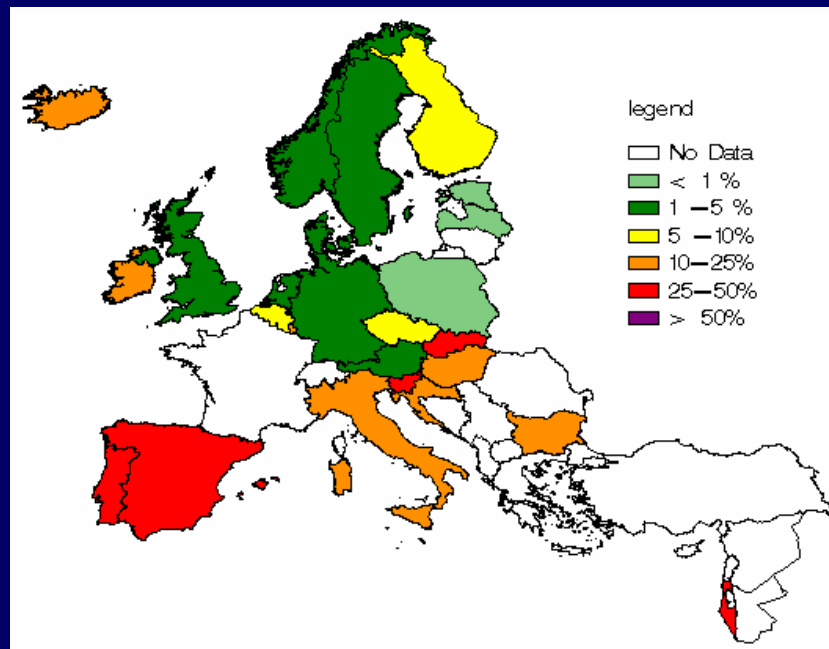 legend
No Data
< 1 %
1 –5 %
5 –10%
10–25%
25–50%
> 50%